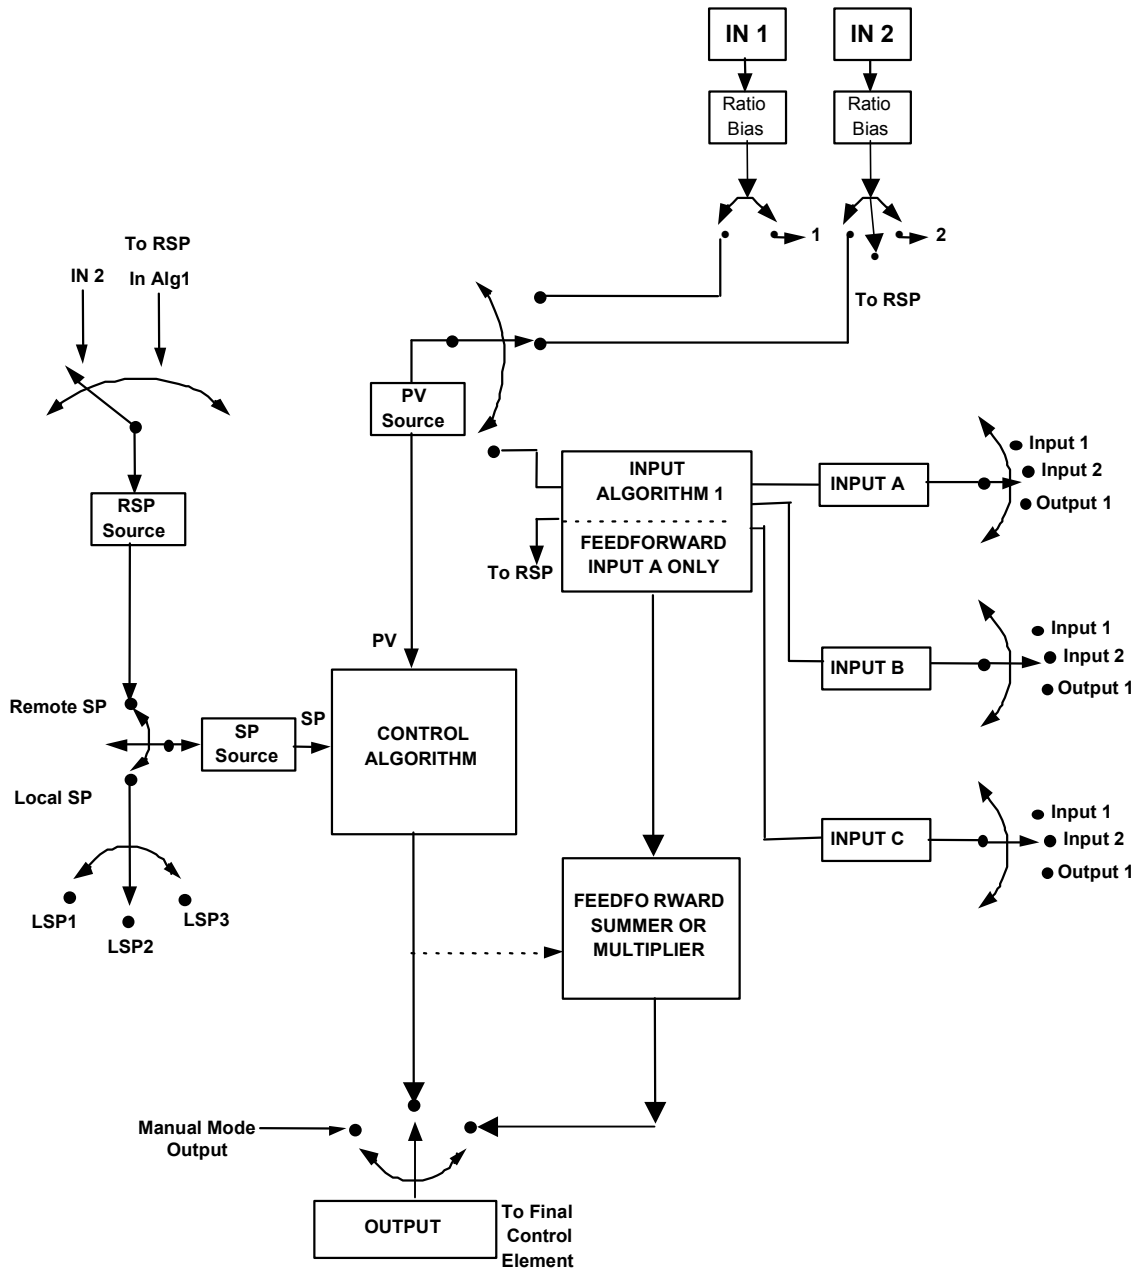 IN 1
IN 2
Ratio
Bias
Ratio
Bias
1
2
To RSP
To RSP
IN 2
In Alg1
PV
Source
RSP
Source
INPUT
ALGORITHM 1
FEEDFORWARD
INPUT A ONLY
To RSP
INPUT A
Input 1
Input 2
Output 1
INPUT B
Input 1
Input 2
Output 1
INPUT C
Input 1
Input 2
Output 1
PV
Remote SP
SP
Source
SP
CONTROL
ALGORITHM
Local SP
LSP1
LSP2
LSP3
FEEDFO RWARD
SUMMER OR
MULTIPLIER
Manual Mode
Output
OUTPUT
To Final
Control
Element